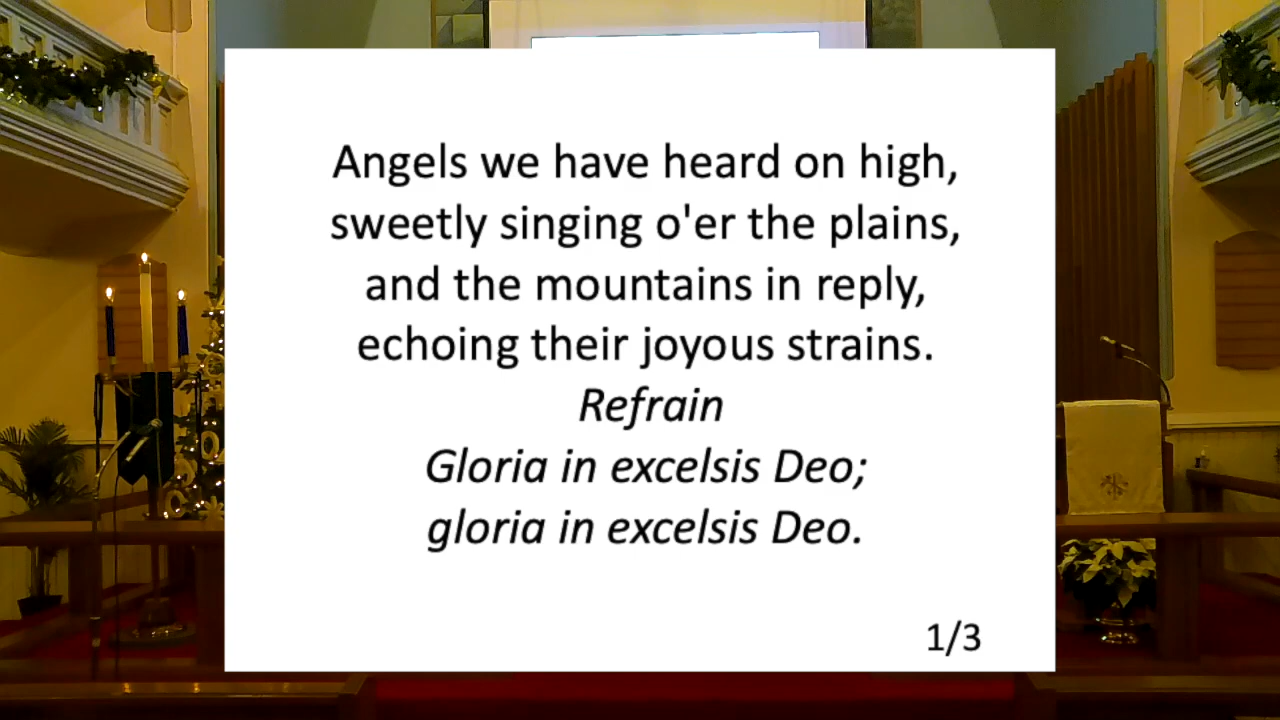 Angels we have heard on high,
sweetly singing o'er the plains,
and the mountains in reply,
echoing their joyous strains.
Refrain
Gloria in excelsis Deo;
gloria in excelsis Deo.
1/3